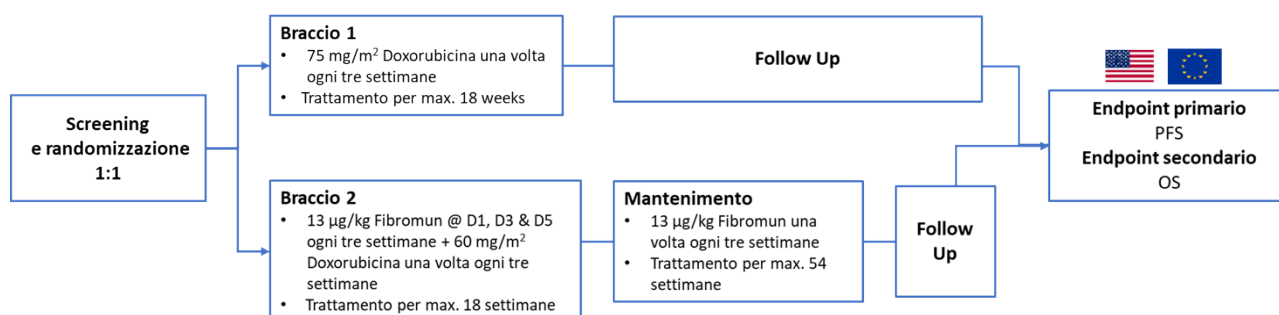 Screening
e randomizzazione
1:1
Braccio 1
• 75 mg/m² Doxorubicina una volta
ogni tre settimane
• Trattamento per max. 18 weeks
Follow Up
Braccio 2
• 13 µg/kg Fibromun @ D1, D3 & D5
ogni tre settimane + 60 mg/m²
Doxorubicina una volta ogni tre
settimane
• Trattamento per max. 18 settimane
Mantenimento
• 13 µg/kg Fibromun una
volta ogni tre settimane
• Trattamento per max. 54
settimane
Follow
Up
Endpoint primario
PFS
Endpoint secondario
OS